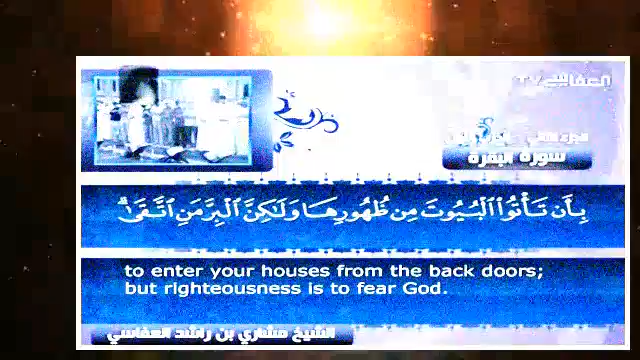 العفاسي TV
سورة البقرة
بِأَن تَأْتُوا۟ ٱلْبُيُوتَ مِن ظُهُورِهَا وَلَـٰكِنَّ ٱلْبِرَّ مَنِ ٱتَّقَىٰ ۗ
to enter your houses from the back doors;
but righteousness is to fear God.
الشيخ مشاري بن راشد العفاسي